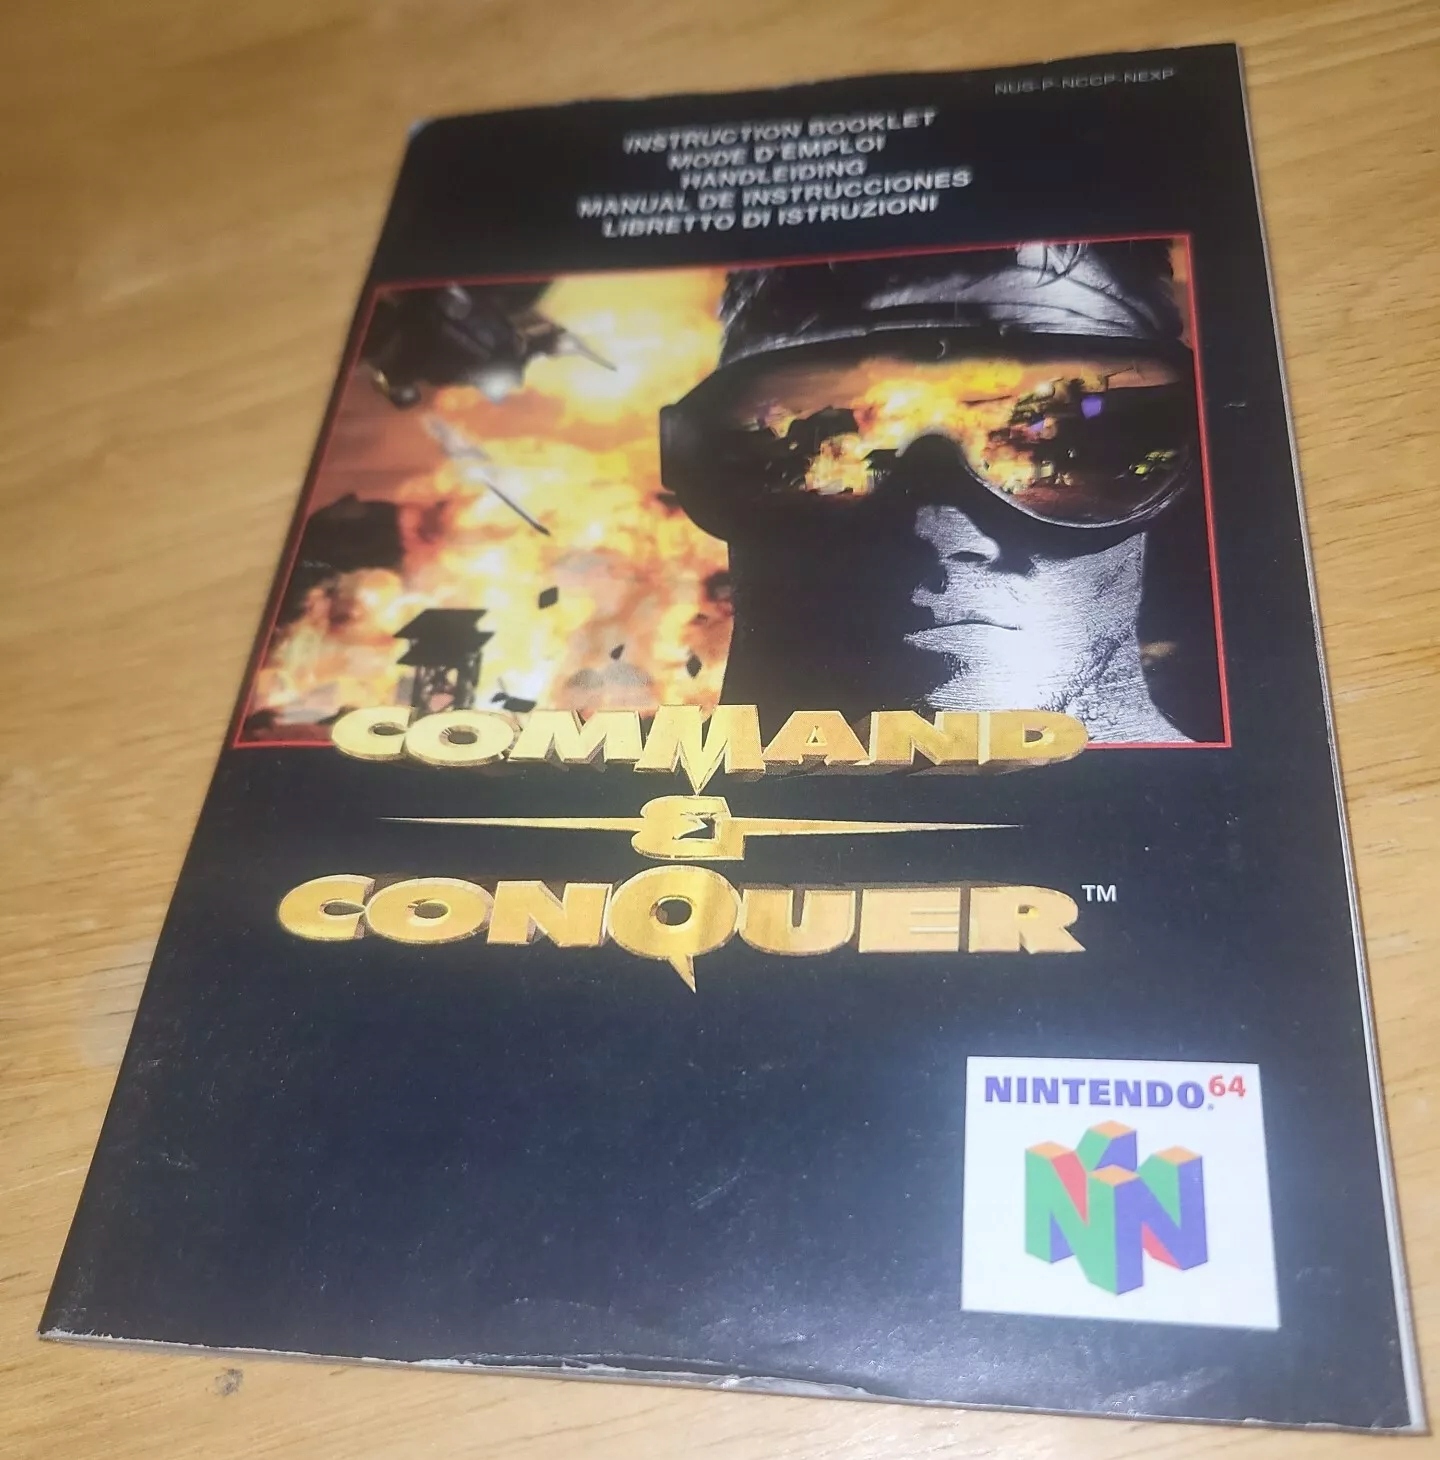 NUS-P-NCCP-NEXP
INSTRUCTION BOOKLET
MODE D'EMPLOI
HANDLEIDING
MANUAL DE INSTRUCCIONES
LIBRETTO DI ISTRUZIONI
COMMAND
&
CONQUER™
NINTENDO64